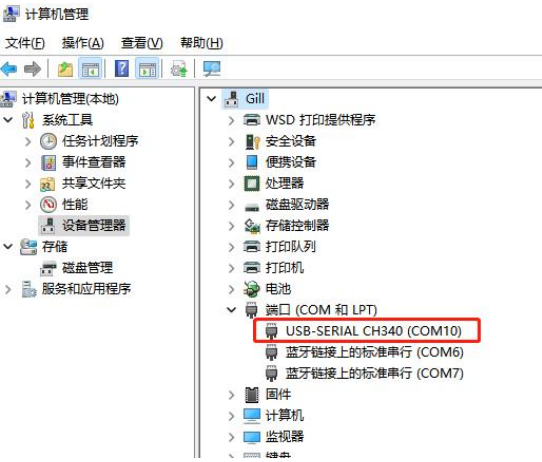 计算机管理
文件(F) 操作(A) 查看(V) 帮助(H)
计算机管理(本地)
系统工具
任务计划程序
事件查看器
共享文件夹
性能
设备管理器
存储
磁盘管理
服务和应用程序
Gill
WSD 打印提供程序
安全设备
便携设备
处理器
磁盘驱动器
存储控制器
打印队列
打印机
电池
端口 (COM 和 LPT)
USB-SERIAL CH340 (COM10)
蓝牙链接上的标准串行 (COM6)
蓝牙链接上的标准串行 (COM7)
固件
计算机
监视器
键盘